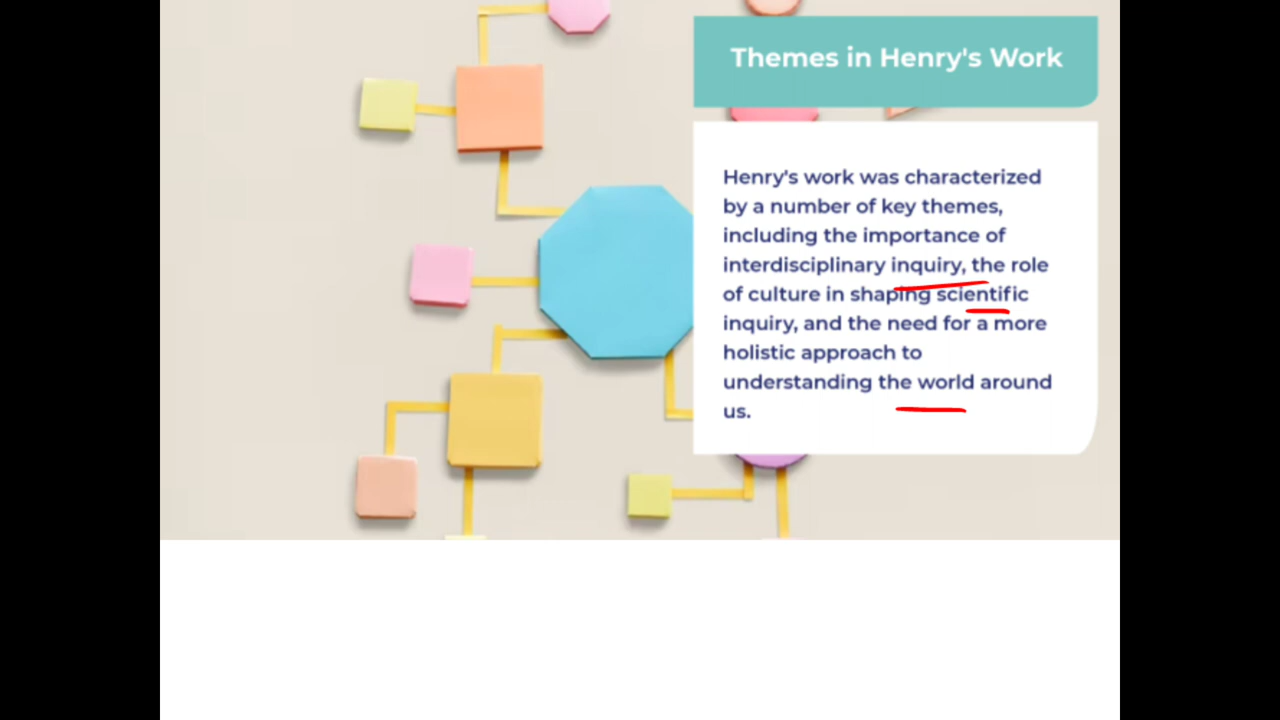 Themes in Henry's Work
Henry's work was characterized
by a number of key themes,
including the importance of
interdisciplinary inquiry, the role
of culture in shaping scientific
inquiry, and the need for a more
holistic approach to
understanding the world around
us.